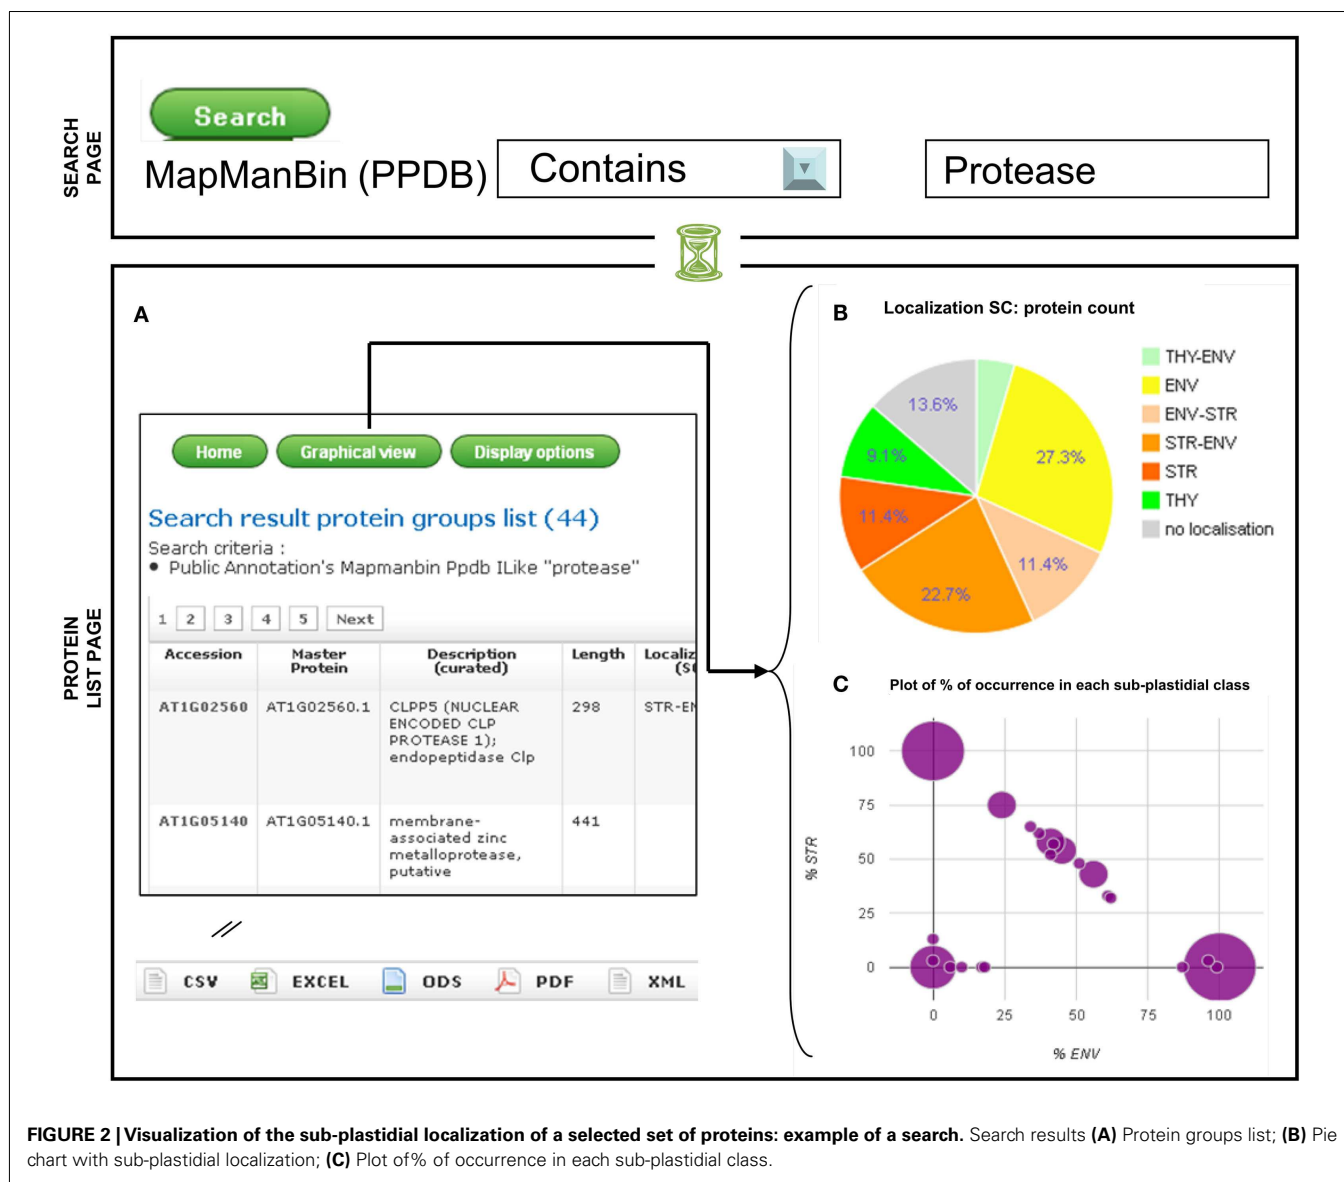 SEARCH
PAGE
Search
MapManBin (PPDB)
Contains
Protease
PROTEIN
LIST PAGE
A
Home
Graphical view
Display options
Search result protein groups list (44)
Search criteria :
• Public Annotation's Mapmanbin Ppdb ILike "protease"
1 2 3 4 5 Next
Accession
Master
Protein
Description
(curated)
Length
AT1G02560
AT1G02560.1
CLPP5 (NUCLEAR
ENCODED CLP
PROTEASE 1);
endopeptidase Clp
298
AT1G05140
AT1G05140.1
membrane-
associated zinc
metalloprotease,
putative
441
CSV
EXCEL
ODS
PDF
XML
B
Localization SC: protein count
13.6%
9.1%
11.4%
22.7%
11.4%
27.3%
THY-ENV
ENV
ENV-STR
STR-ENV
STR
THY
no localisation
C
Plot of % of occurrence in each sub-plastidial class
% STR
100
75
50
25
0
0 25 50 75 100
% ENV
FIGURE 2 | Visualization of the sub-plastidial localization of a selected set of proteins: example of a search. Search results (A) Protein groups list; (B) Pie
chart with sub-plastidial localization; (C) Plot of% of occurrence in each sub-plastidial class.